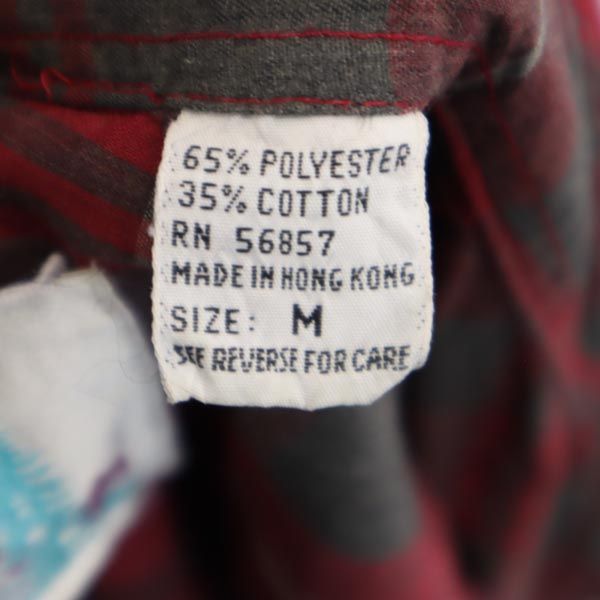 65% POLYESTER
35% COTTON
RN 56857
MADE IN HONG KONG
SIZE: M
SEE REVERSE FOR CARE